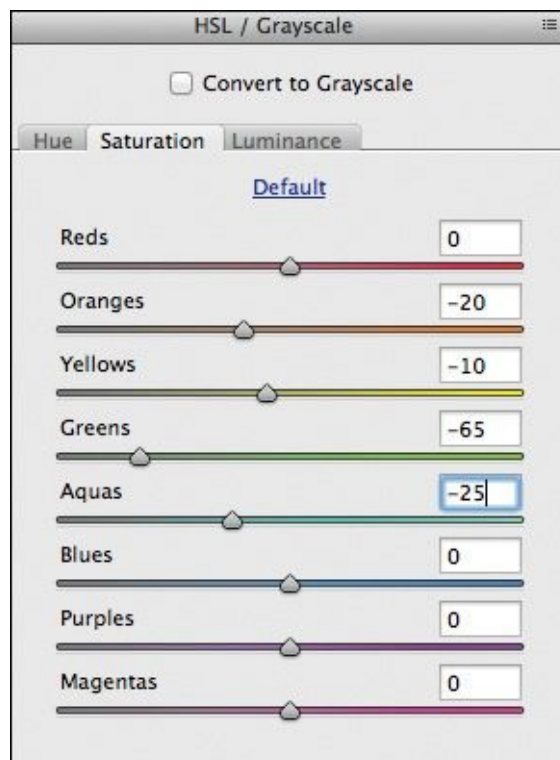 HSL / Grayscale
Convert to Grayscale
Hue Saturation Luminance
Default
Reds 0
Oranges -20
Yellows -10
Greens -65
Aquas -25
Blues 0
Purples 0
Magentas 0